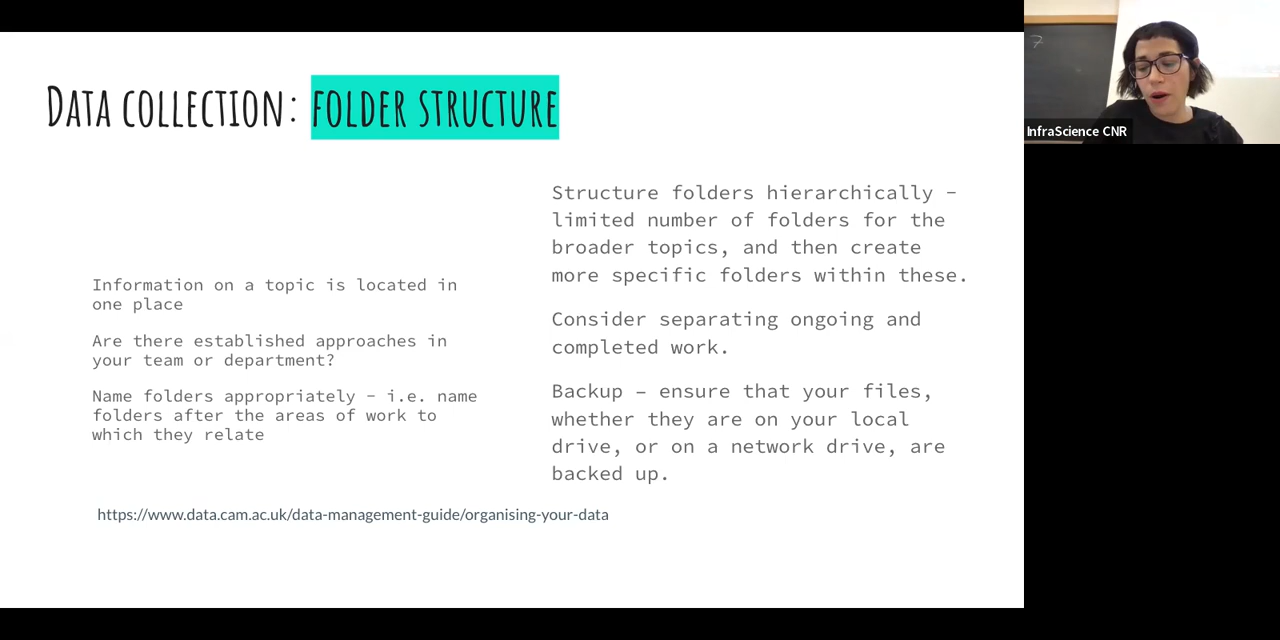 Data collection: folder structure
Information on a topic is located in
one place
Are there established approaches in
your team or department?
Name folders appropriately – i.e. name
folders after the areas of work to
which they relate
Structure folders hierarchically –
limited number of folders for the
broader topics, and then create
more specific folders within these.
Consider separating ongoing and
completed work.
Backup – ensure that your files,
whether they are on your local
drive, or on a network drive, are
backed up.
https://www.data.cam.ac.uk/data-management-guide/organising-your-data
InfraScience CNR